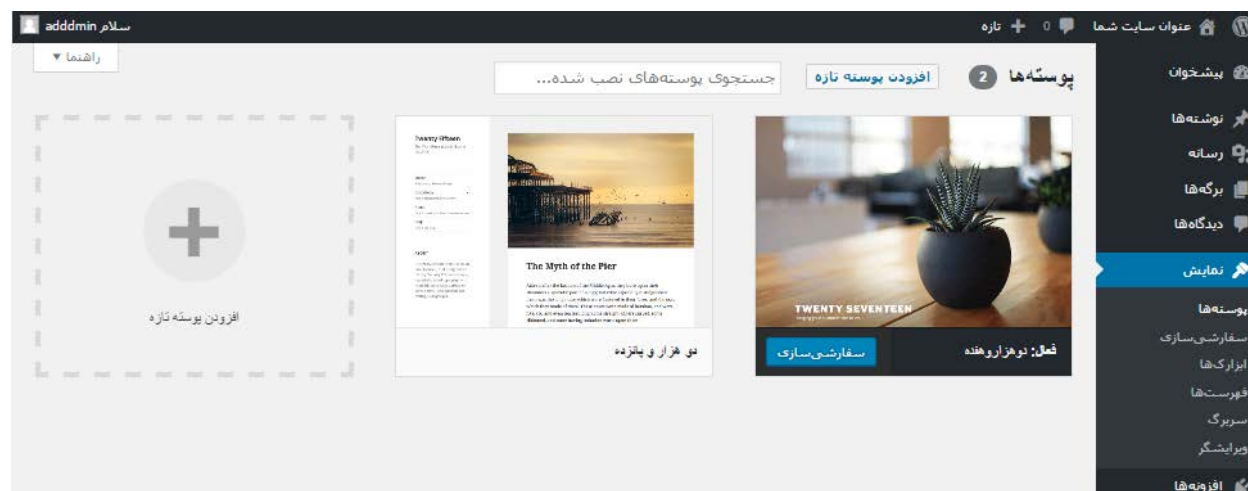 عنوان سایت شما 0 تازه سلام adddmin
راهنما
پیشخوان
نوشته‌ها
رسانه
برگه‌ها
دیدگاه‌ها
نمایش
پوسته‌ها
سفارشی‌سازی
ابزارک‌ها
فهرست‌ها
سربرگ
ویرایشگر
افزونه‌ها
پوسته‌ها 2 افزودن پوسته تازه جستجوی پوسته‌های نصب شده...
TWENTY SEVENTEEN
فعال: دوهزاروهفده سفارشی‌سازی
Twenty Fifteen
ABOUT
The Myth of the Pier
دو هزار و پانزده
افزودن پوسته تازه